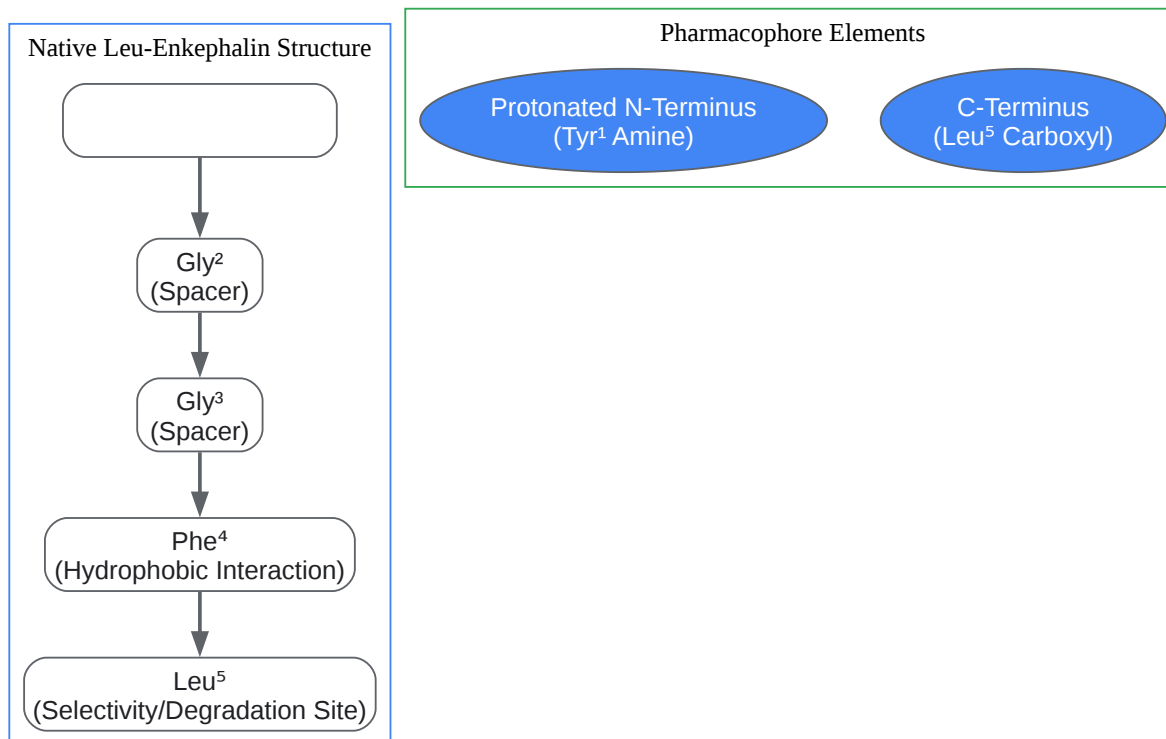 Native Leu-Enkephalin Structure
Gly²
(Spacer)
Gly³
(Spacer)
Phe⁴
(Hydrophobic Interaction)
Leu⁵
(Selectivity/Degradation Site)
Pharmacophore Elements
Protonated N-Terminus
(Tyr¹ Amine)
C-Terminus
(Leu⁵ Carboxyl)